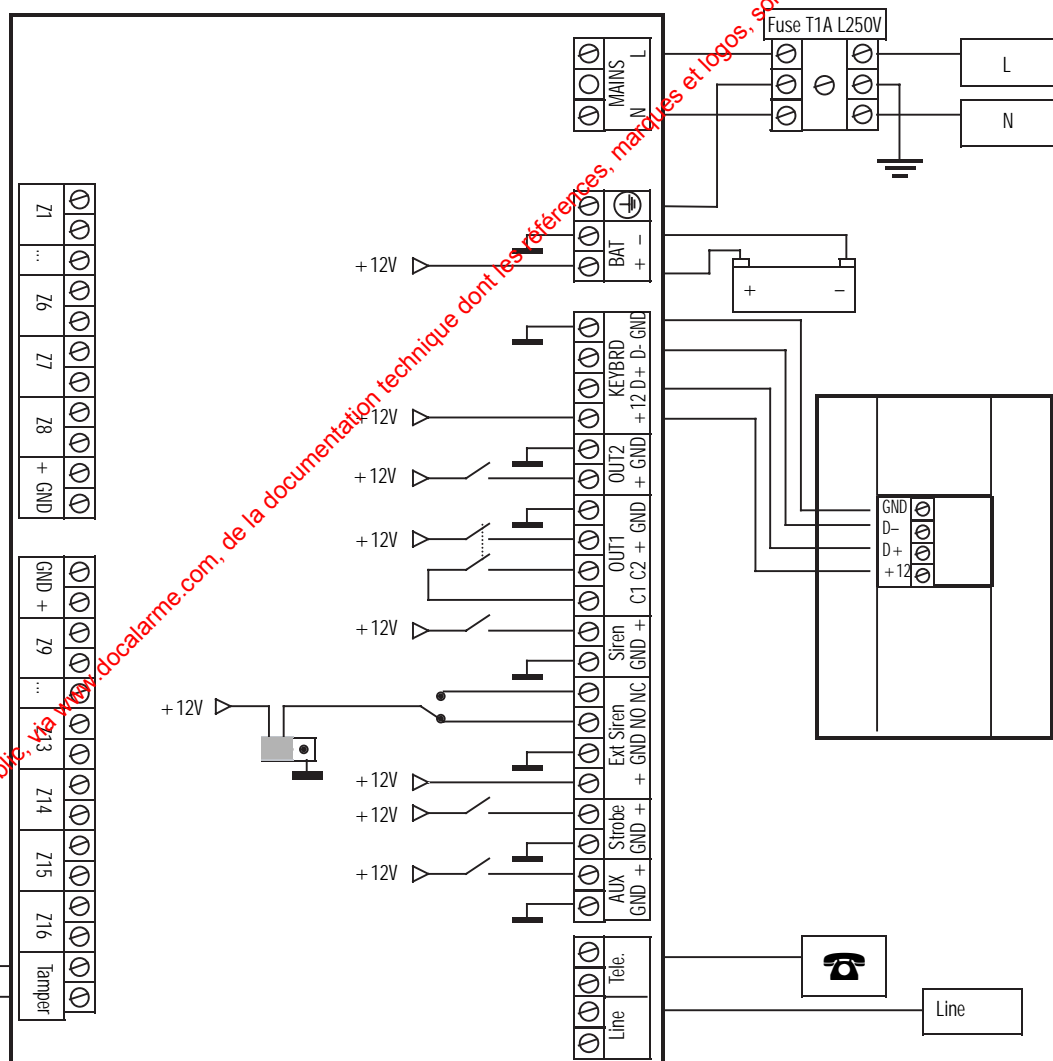 Fuse T1A L250V
L
N
MAINS
L
N
BAT
+ -
+12V
+ -
KEYBRD
+12 D+ D- GND
+12V
OUT2
+ GND
+12V
OUT1
C1 C2 + GND
+12V
Siren
GND +
+12V
Ext Siren
+ GND NO NC
+12V
+12V
Strobe
GND +
+12V
AUX
GND +
+12V
Tele.
Line
Line
GND
D-
D+
+12
Z1
...
Z6
Z7
Z8
+ GND
GND +
Z9
...
Z13
Z14
Z15
Z16
Tamper
blic, via www.docalarme.com, de la documentation technique dont les références, marques et logos, so